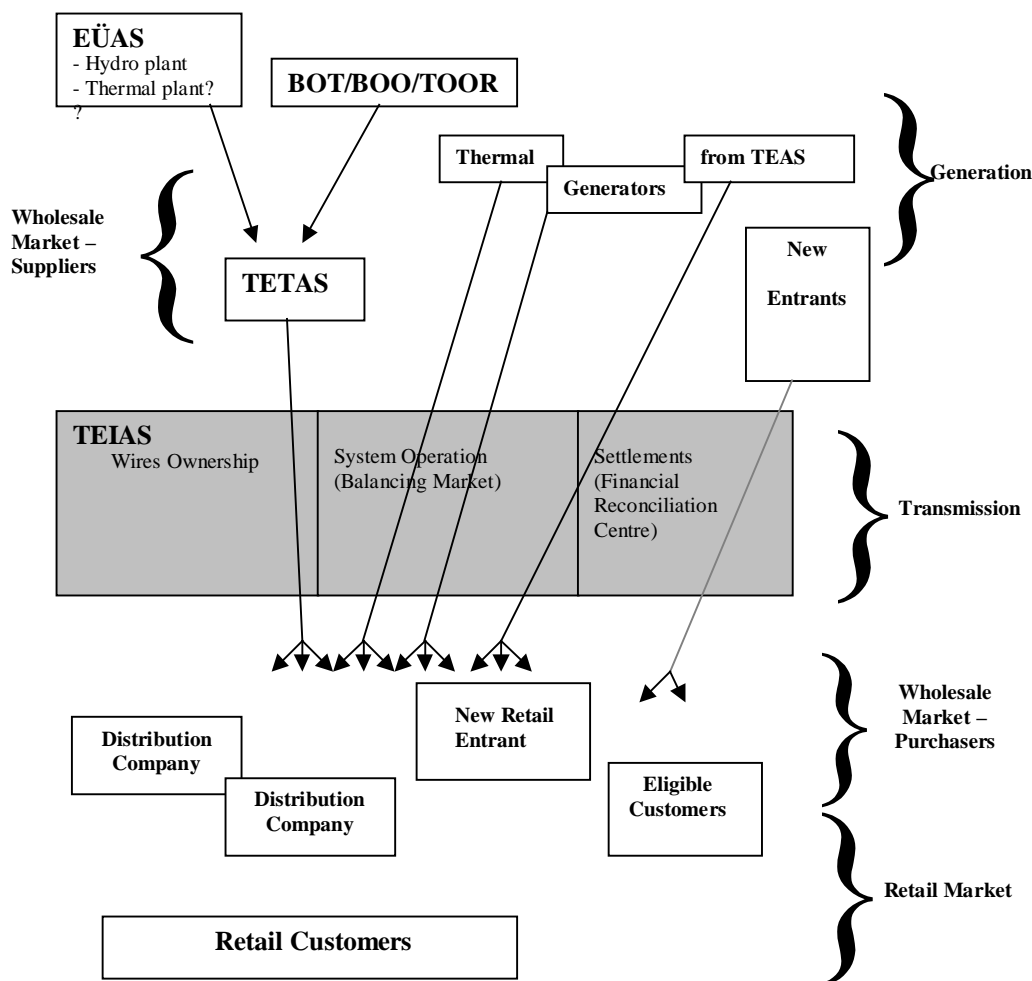 EÜAS
- Hydro plant
- Thermal plant?
?
BOT/BOO/TOOR
Thermal
Generators
from TEAS
Generation
Wholesale
Market –
Suppliers
TETAS
New
Entrants
TEIAS
Wires Ownership
System Operation
(Balancing Market)
Settlements
(Financial
Reconciliation
Centre)
Transmission
Distribution
Company
Distribution
Company
New Retail
Entrant
Eligible
Customers
Wholesale
Market –
Purchasers
Retail Market
Retail Customers